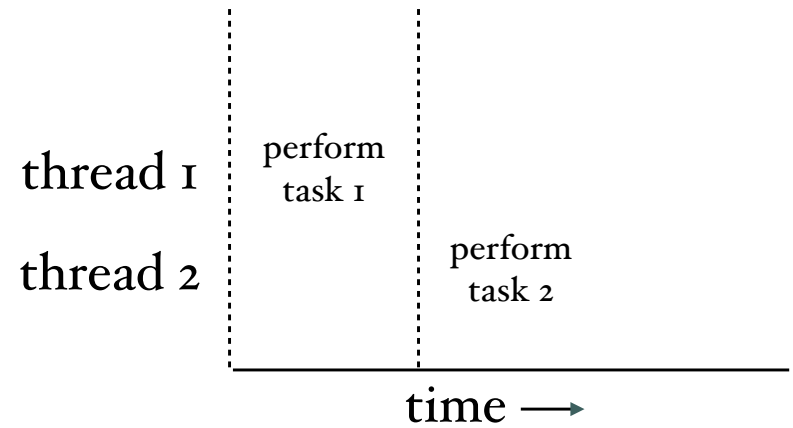 thread 1
perform
task 1
thread 2
perform
task 2
time